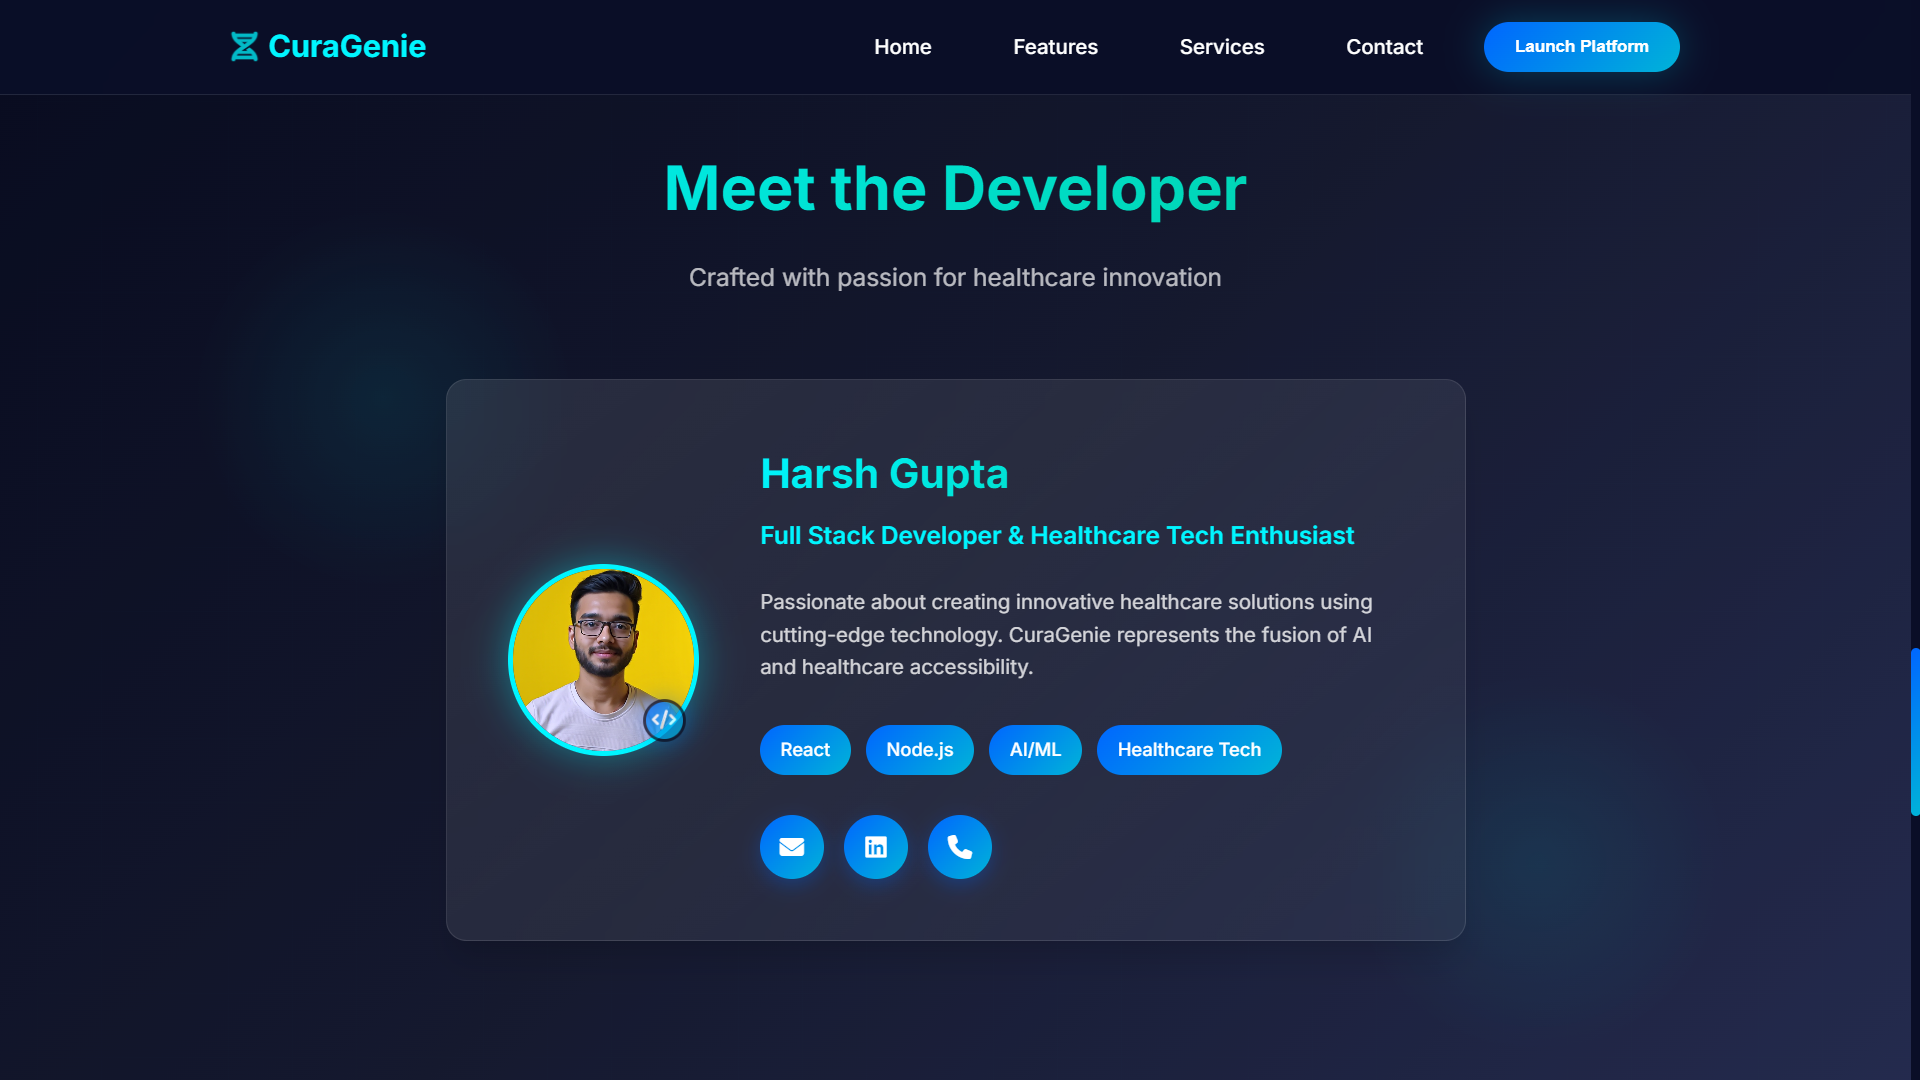 CuraGenie
Home
Features
Services
Contact
Launch Platform
Meet the Developer
Crafted with passion for healthcare innovation
Harsh Gupta
Full Stack Developer & Healthcare Tech Enthusiast
Passionate about creating innovative healthcare solutions using
cutting-edge technology. CuraGenie represents the fusion of AI
and healthcare accessibility.
React
Node.js
AI/ML
Healthcare Tech